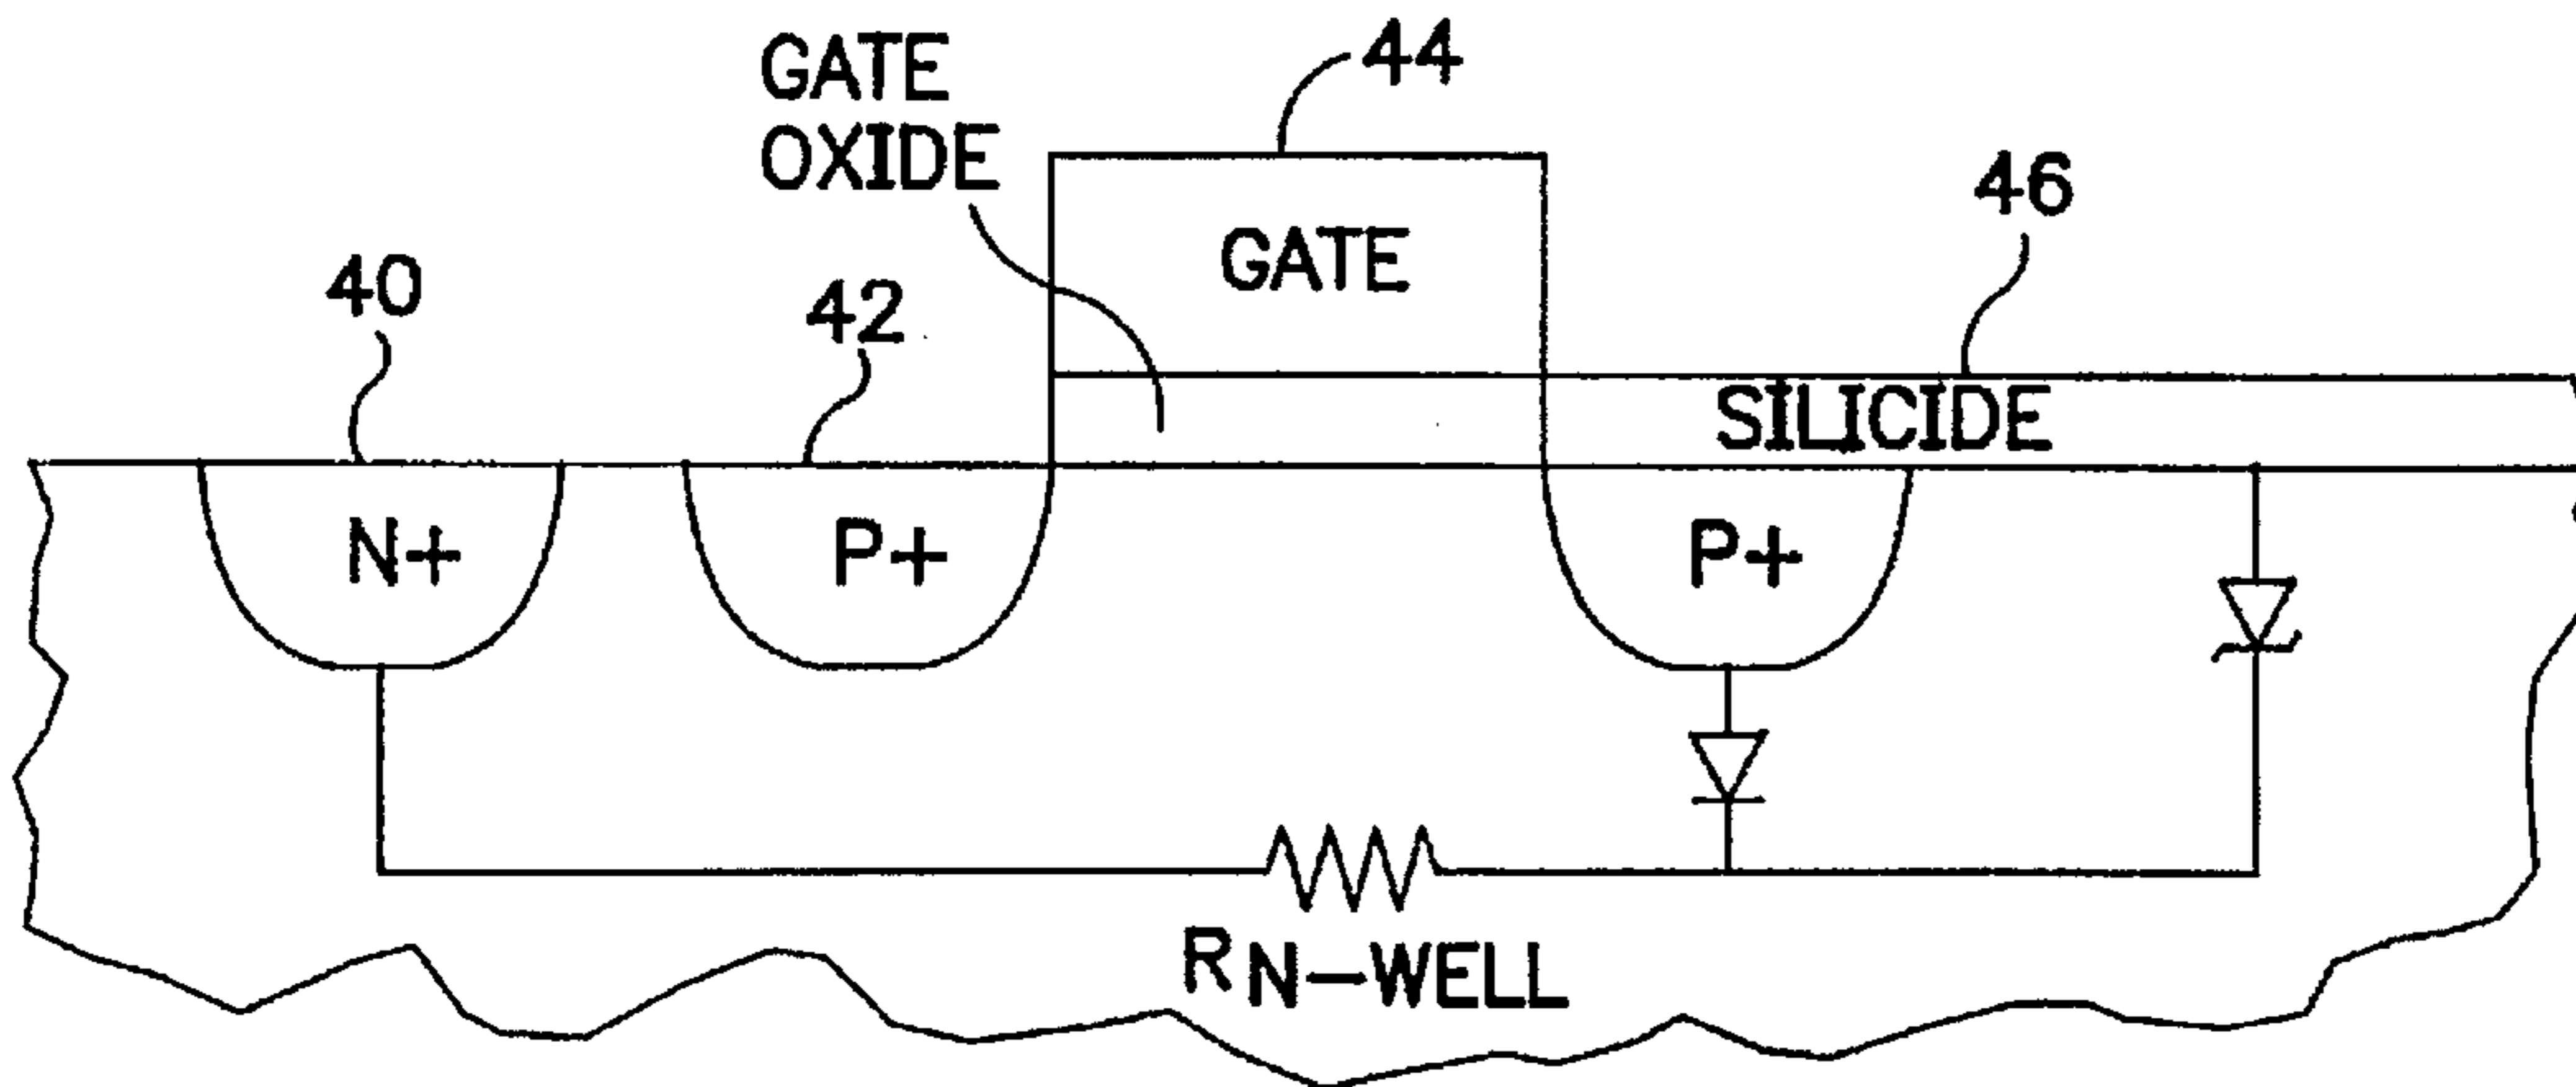 GATE
OXIDE
44
46
GATE
40
42
SILICIDE
N+
P+
P+
RN-WELL